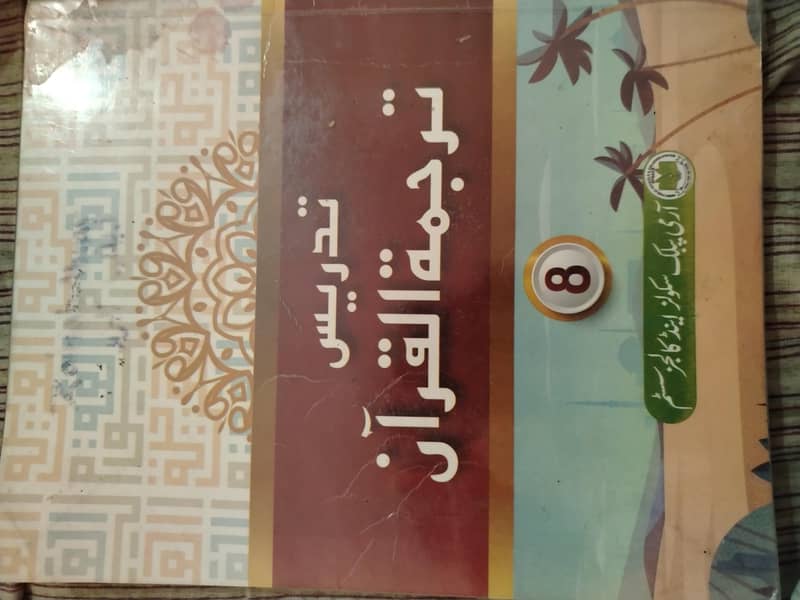 تدریس
ترجمۃ القرآن
8
آرمی پبلک سکولز اینڈ کالجز سسٹم